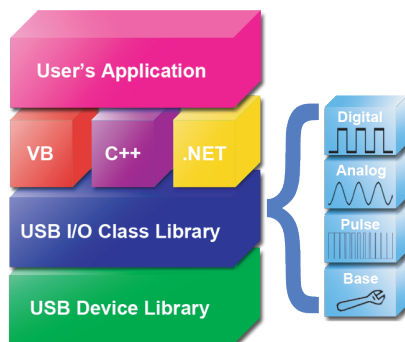 User's Application
VB C++ .NET
USB I/O Class Library
USB Device Library
Digital
Analog
Pulse
Base